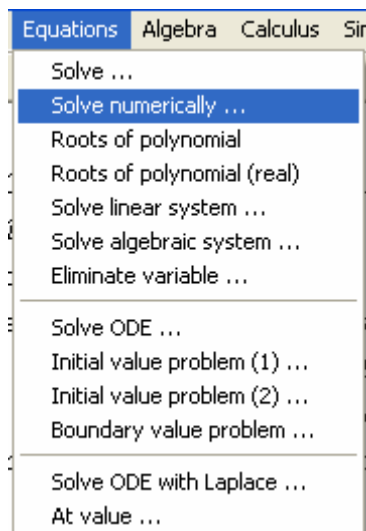 Equations Algebra Calculus
Solve ...
Solve numerically ...
Roots of polynomial
Roots of polynomial (real)
Solve linear system ...
Solve algebraic system ...
Eliminate variable ...
Solve ODE ...
Initial value problem (1) ...
Initial value problem (2) ...
Boundary value problem ...
Solve ODE with Laplace ...
At value ...